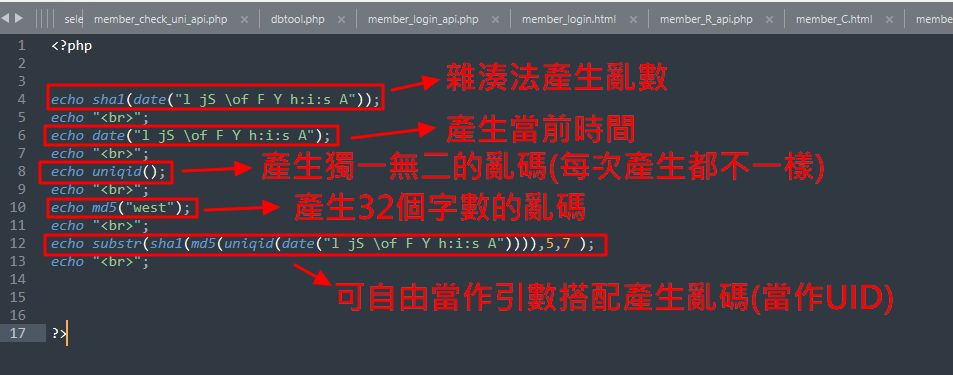 sele member_check_uni_api.php × dbtool.php × member_login_api.php × member_login.html × member_R_api.php × member_C.html × membe
1 <?php
2
3
4 echo sha1(date("l jS \of F Y h:i:s A"));
雜湊法產生亂數
5 echo "<br>";
6 echo date("l jS \of F Y h:i:s A");
產生當前時間
7 echo "<br>";
8 echo uniqid();
產生獨一無二的亂碼(每次產生都不一樣)
9 echo "<br>";
10 echo md5("west");
產生32個字數的亂碼
11 echo "<br>";
12 echo substr(sha1(md5(uniqid(date("l jS \of F Y h:i:s A")))),5,7 );
13 echo "<br>";
可自由當作引數搭配產生亂碼(當作UID)
14
15
16
17 ?>